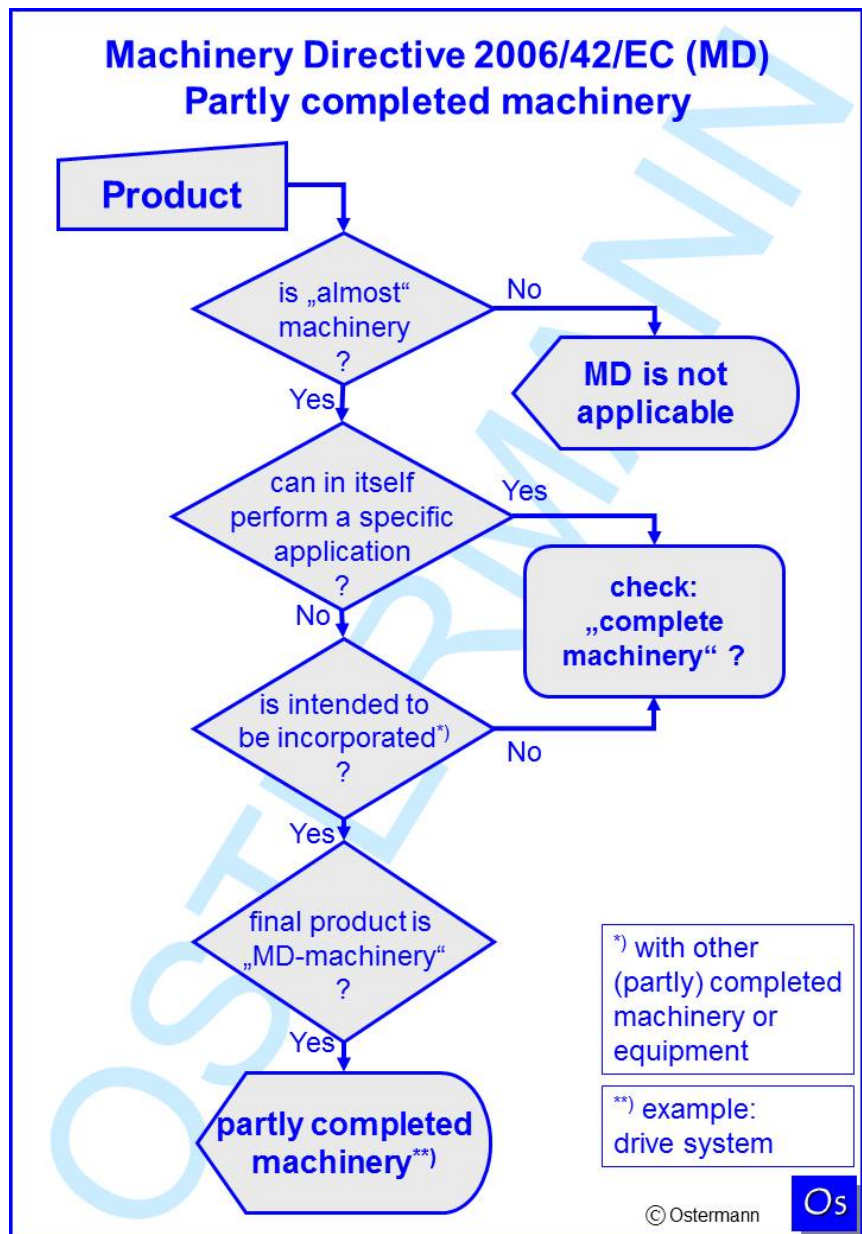 Machinery Directive 2006/42/EC (MD)
Partly completed machinery
Product
is „almost“
machinery
?
No
MD is not
applicable
Yes
can in itself
perform a specific
application
?
Yes
check:
„complete
machinery“ ?
No
is intended to
be incorporated*)
?
No
Yes
final product is
„MD-machinery“
?
Yes
partly completed
machinery**)
*) with other
(partly) completed
machinery or
equipment
**) example:
drive system
© Ostermann
Os
OSTERMANN